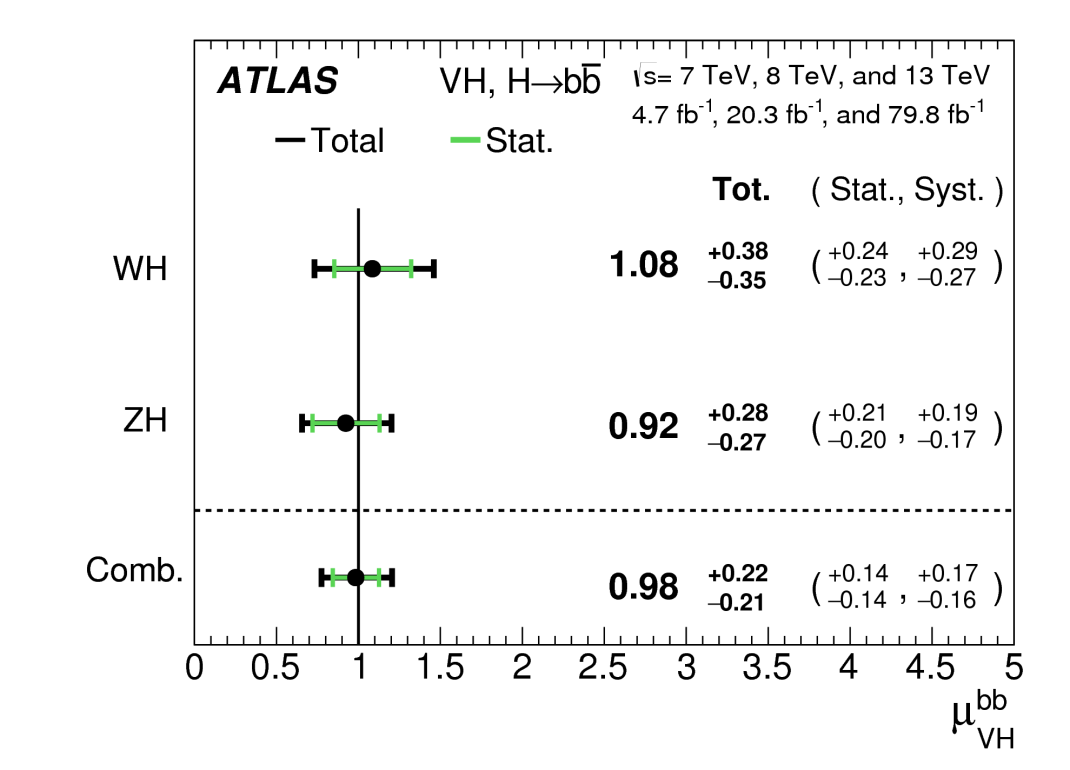 ATLAS VH, H→bb̅ √s= 7 TeV, 8 TeV, and 13 TeV
4.7 fb⁻¹, 20.3 fb⁻¹, and 79.8 fb⁻¹
Total Stat.
Tot. ( Stat., Syst. )
WH 1.08 +0.38 −0.35 ( +0.24 −0.23 , +0.29 −0.27 )
ZH 0.92 +0.28 −0.27 ( +0.21 −0.20 , +0.19 −0.17 )
Comb. 0.98 +0.22 −0.21 ( +0.14 −0.14 , +0.17 −0.16 )
0 0.5 1 1.5 2 2.5 3 3.5 4 4.5 5
μ bb VH